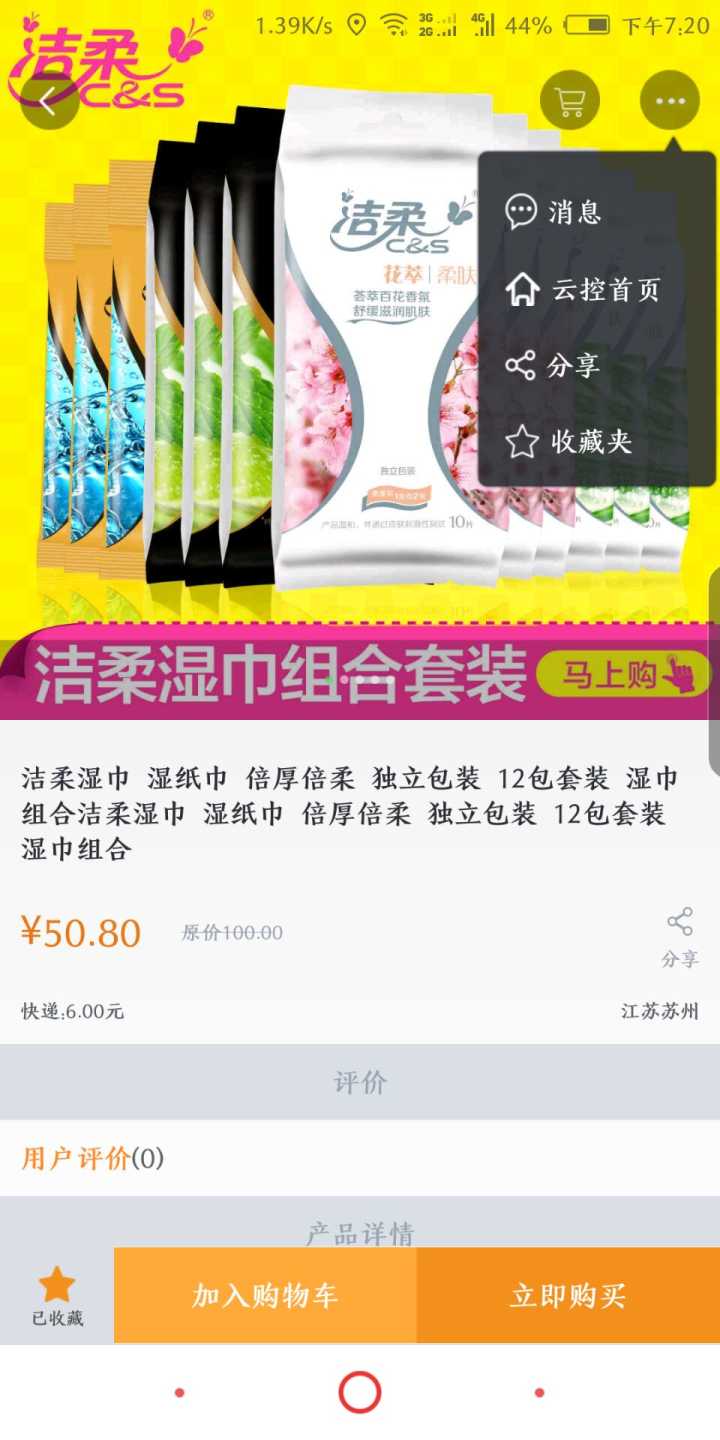 1.39K/s 3G 2G 4G 44% 下午7:20
洁柔®
C&S
消息
云控首页
分享
收藏夹
洁柔
C&S
花萃|柔肤
荟萃百花香氛
舒缓滋润肌肤
独立包装
10片
洁柔湿巾组合套装
马上购
洁柔湿巾 湿纸巾 倍厚倍柔 独立包装 12包套装 湿巾
组合洁柔湿巾 湿纸巾 倍厚倍柔 独立包装 12包套装
湿巾组合
¥50.80 原价100.00
分享
快递:6.00元 江苏苏州
评价
用户评价(0)
产品详情
已收藏
加入购物车
立即购买